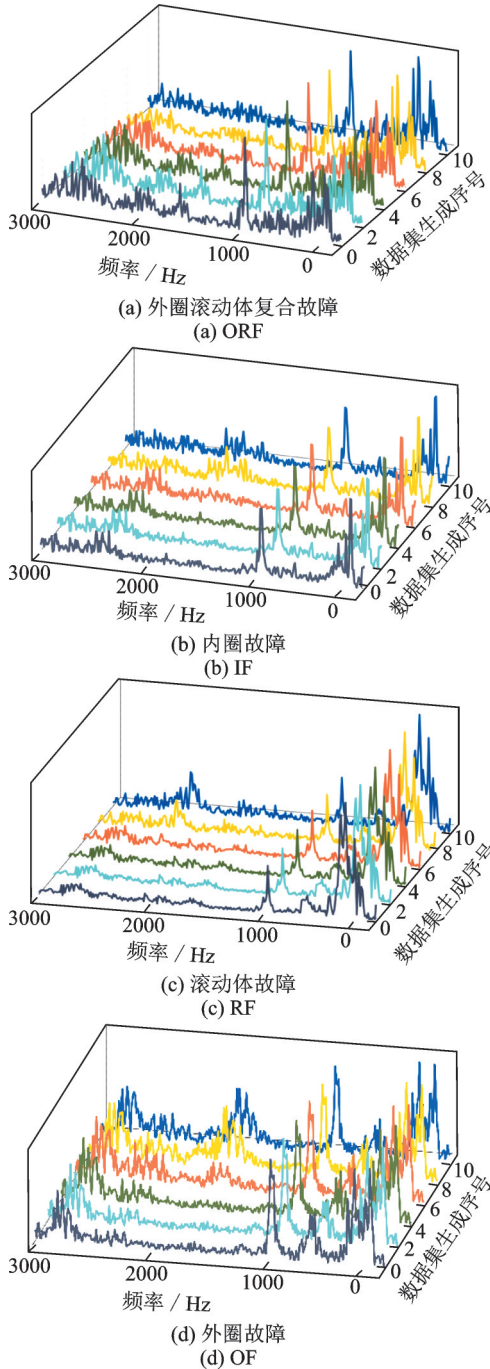 3000
2000
1000
0
频率 / Hz
0
2
4
6
8
10
数据集生成序号
(a) 外圈滚动体复合故障
(a) ORF
3000
2000
1000
0
频率 / Hz
0
2
4
6
8
10
数据集生成序号
(b) 内圈故障
(b) IF
3000
2000
1000
0
频率 / Hz
0
2
4
6
8
10
数据集生成序号
(c) 滚动体故障
(c) RF
3000
2000
1000
0
频率 / Hz
0
2
4
6
8
10
数据集生成序号
(d) 外圈故障
(d) OF